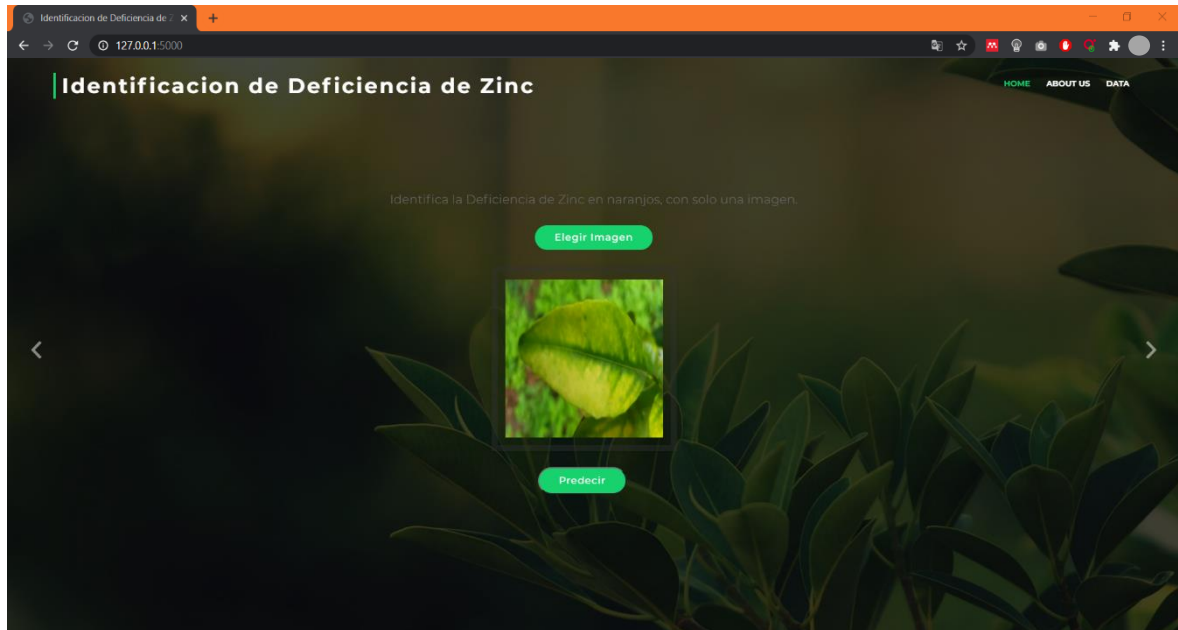 Identificacion de Deficiencia de Z
127.0.0.1:5000
Identificacion de Deficiencia de Zinc
HOME ABOUT US DATA
Identifica la Deficiencia de Zinc en naranjos, con solo una imagen.
Elegir Imagen
Predecir